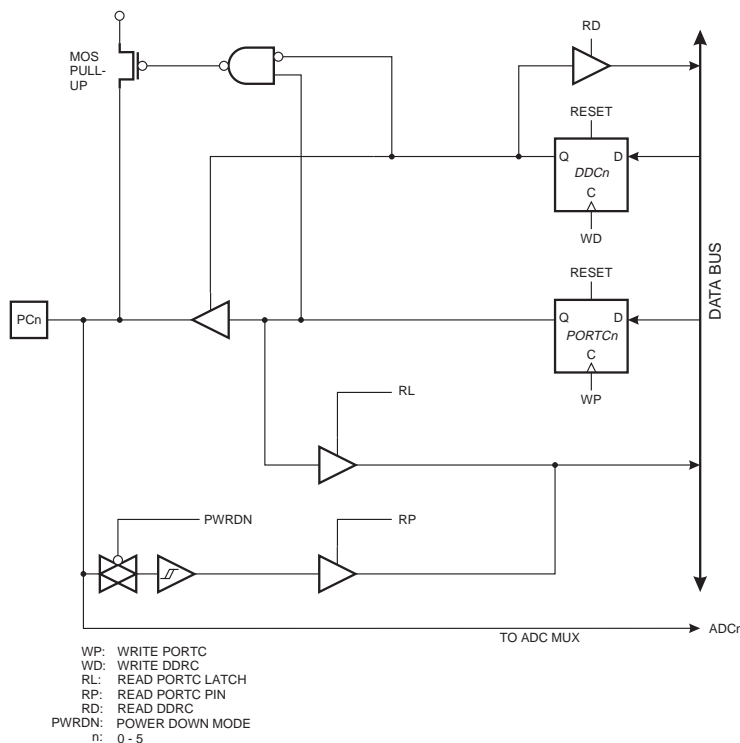 RD
MOS
PULL-
UP
RESET
Q
D
DDCn
C
WD
DATA BUS
RESET
PCn
Q
D
PORTCn
C
WP
RL
PWRDN
RP
TO ADC MUX
ADCn
WP: WRITE PORTC
WD: WRITE DDRC
RL: READ PORTC LATCH
RP: READ PORTC PIN
RD: READ DDRC
PWRDN: POWER DOWN MODE
n: 0 - 5